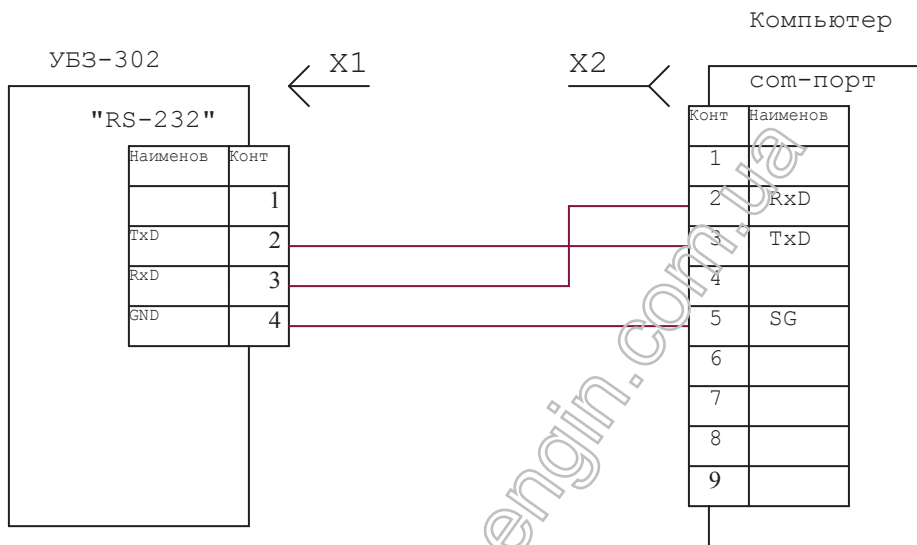 Компьютер
УБЗ-302
X1
X2
com-порт
"RS-232"
Наименов Конт
1
TxD 2
RxD 3
GND 4
Конт Наименов
1
2 RxD
3 TxD
4
5 SG
6
7
8
9
engin.com.ua